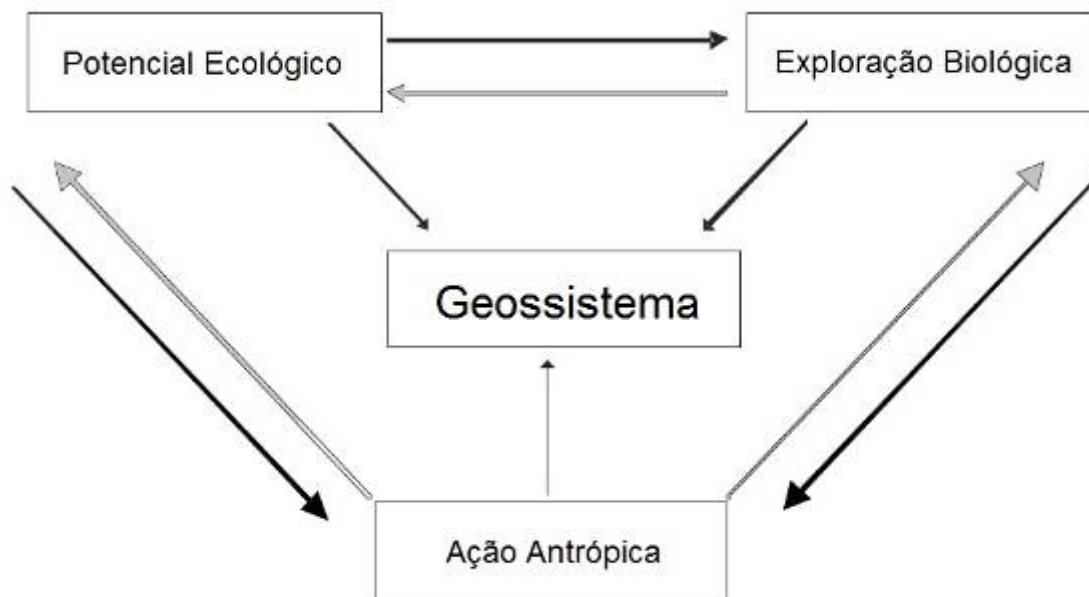 Potencial Ecológico
Exploração Biológica
Geossistema
Ação Antrópica